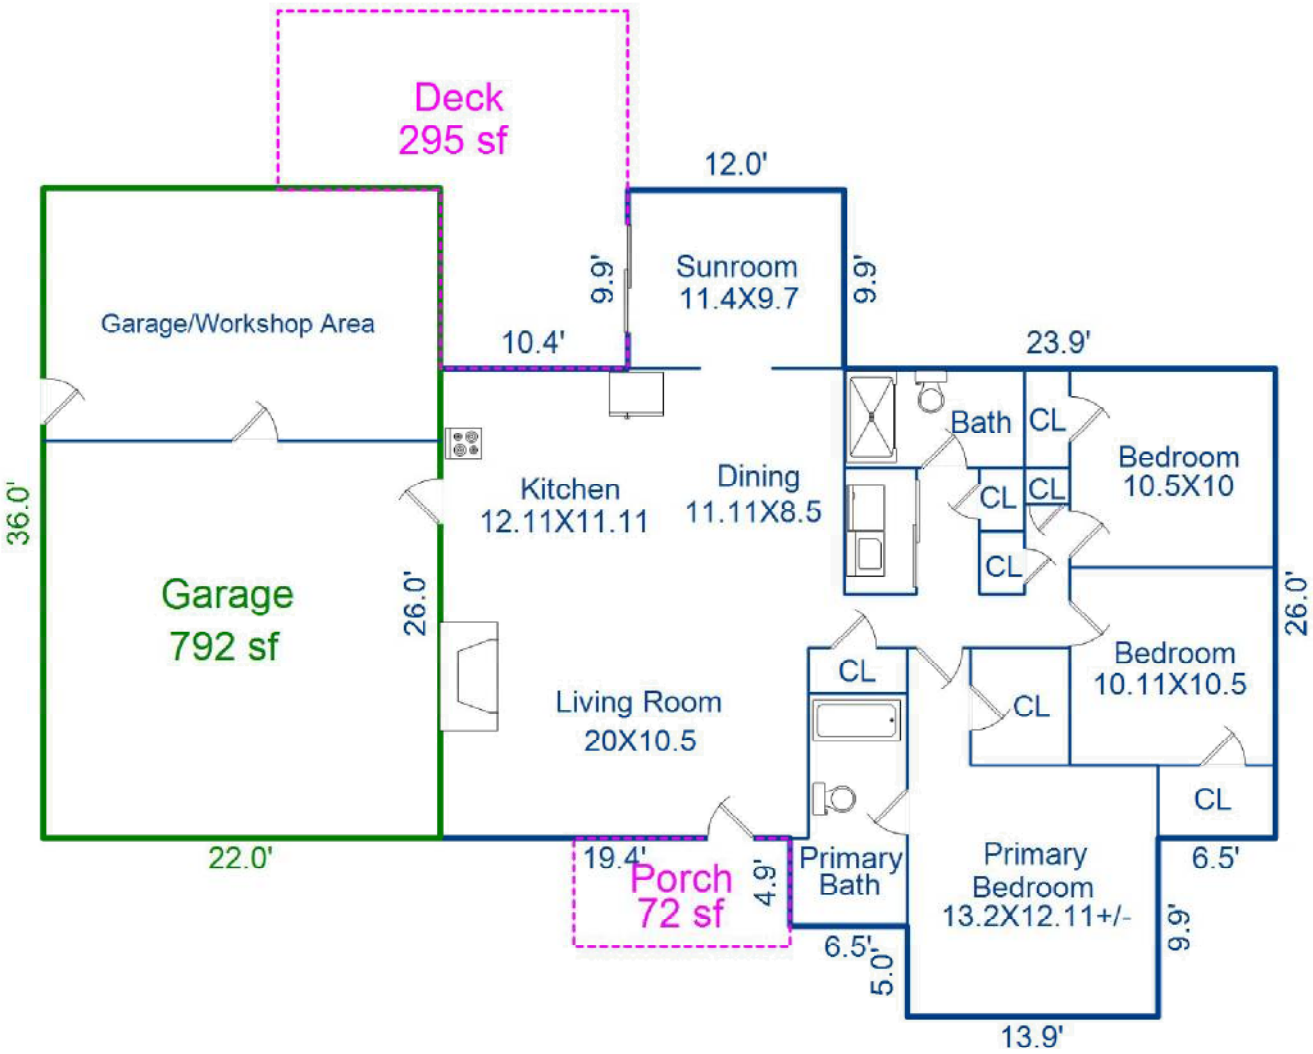 Deck
295 sf
12.0'
9.9'
Sunroom
11.4X9.7
9.9'
Garage/Workshop Area
10.4'
23.9'
Bath
CL
Bedroom
10.5X10
Kitchen
12.11X11.11
Dining
11.11X8.5
CL
CL
36.0'
CL
Garage
792 sf
26.0'
26.0'
CL
Bedroom
10.11X10.5
Living Room
20X10.5
CL
CL
22.0'
19.4'
Porch
72 sf
4.9'
Primary
Bath
Primary
Bedroom
13.2X12.11+/-
6.5'
9.9'
6.5'
5.0'
13.9'